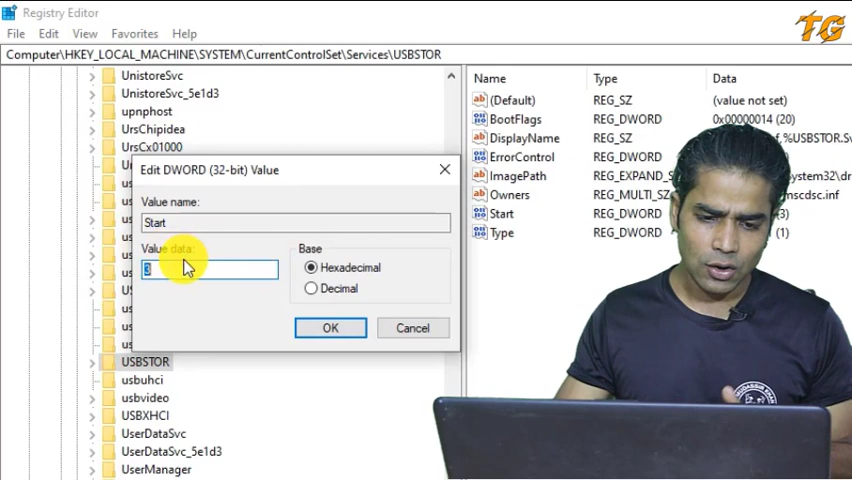 Registry Editor
TG
File Edit View Favorites Help
Computer\HKEY_LOCAL_MACHINE\SYSTEM\CurrentControlSet\Services\USBSTOR
UnistoreSvc
UnistoreSvc_5e1d3
upnphost
UrsChipidea
UrsCx01000
Name Type Data
(Default) REG_SZ (value not set)
BootFlags REG_DWORD 0x00000014 (20)
DisplayName REG_SZ
ErrorControl REG_DWORD
ImagePath REG_EXPAND_S
Owners REG_MULTI_SZ
Start REG_DWORD (3)
Type REG_DWORD (1)
Edit DWORD (32-bit) Value
Value name:
Start
Value data:
3
Base
Hexadecimal
Decimal
OK Cancel
USBSTOR
usbuhci
usbvideo
USBXHCI
UserDataSvc
UserDataSvc_5e1d3
UserManager